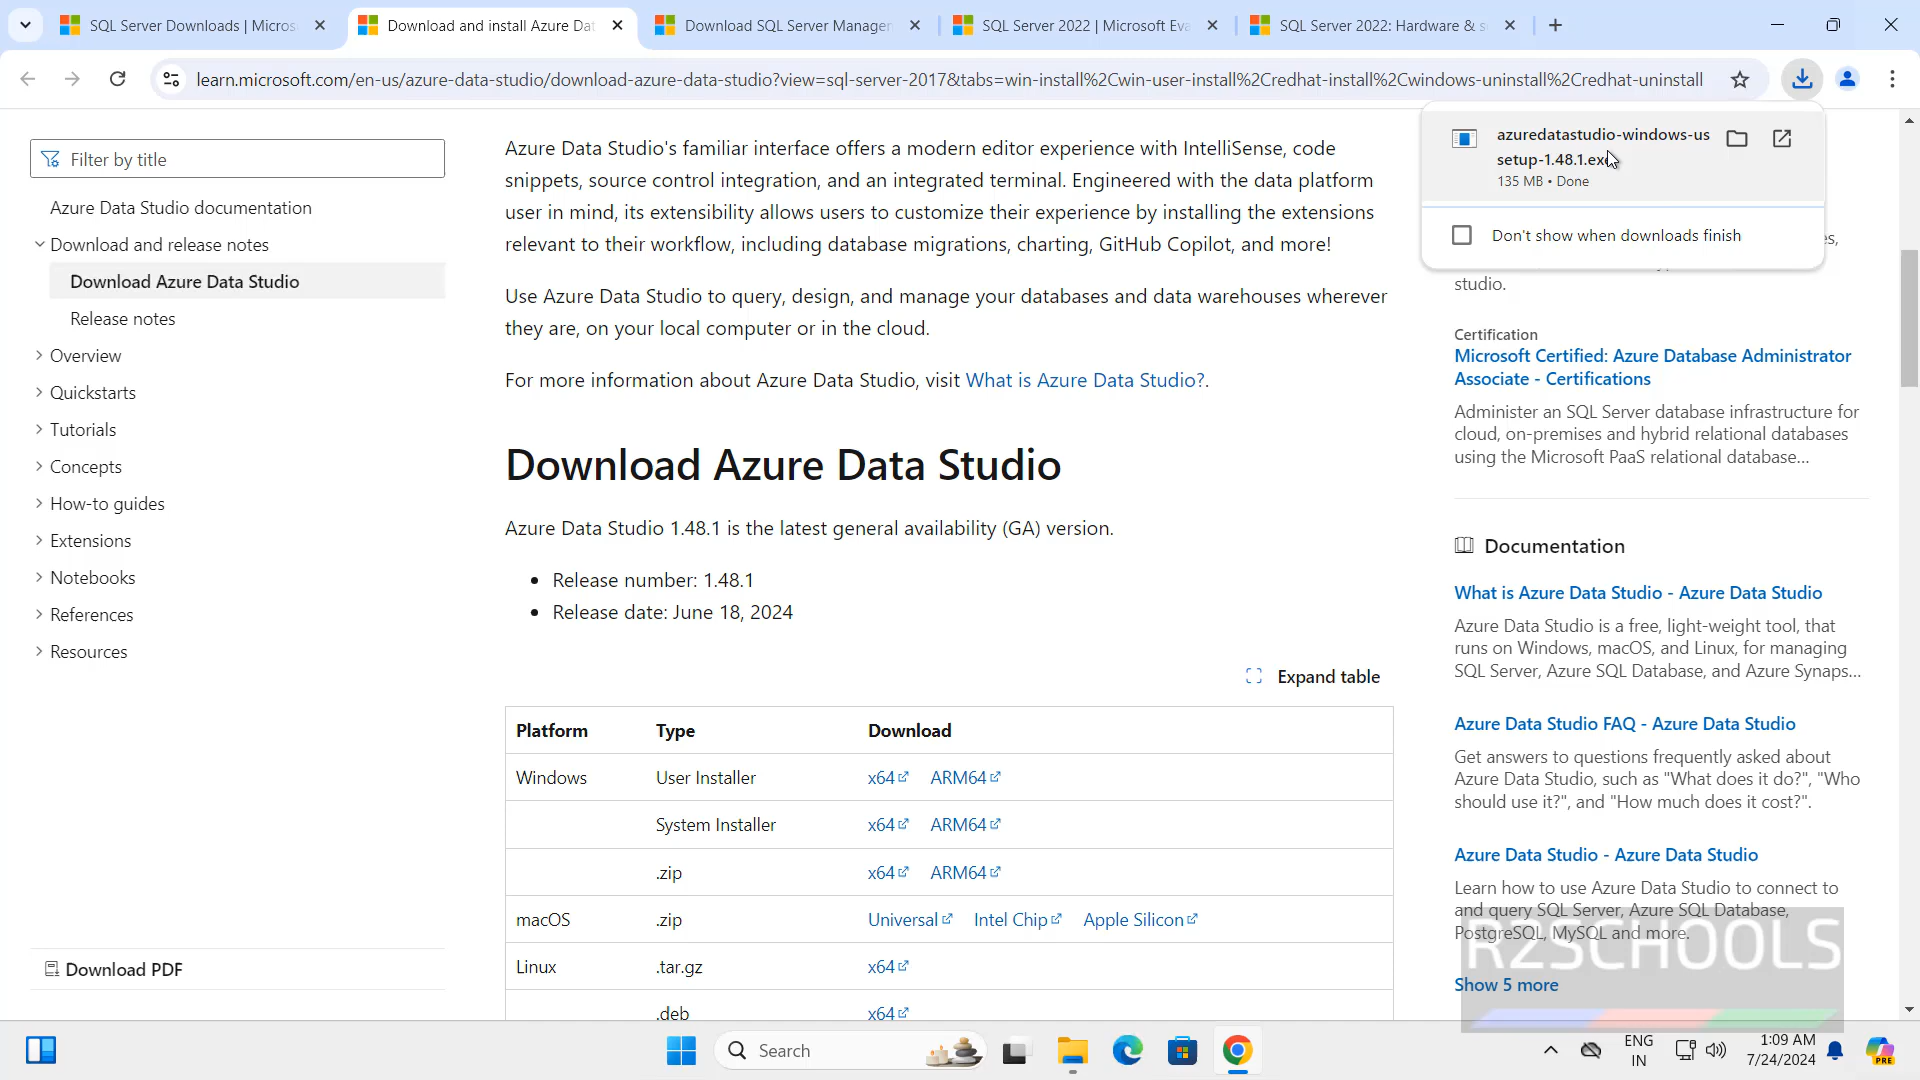 SQL Server Downloads | Micros
Download and install Azure Dat
Download SQL Server Managem
SQL Server 2022 | Microsoft Eva
SQL Server 2022: Hardware & s
learn.microsoft.com/en-us/azure-data-studio/download-azure-data-studio?view=sql-server-2017&tabs=win-install%2Cwin-user-install%2Credhat-install%2Cwindows-uninstall%2Credhat-uninstall
azuredatastudio-windows-us
setup-1.48.1.exe
135 MB • Done
Don't show when downloads finish
Filter by title
Azure Data Studio documentation
Download and release notes
Download Azure Data Studio
Release notes
Overview
Quickstarts
Tutorials
Concepts
How-to guides
Extensions
Notebooks
References
Resources
Download PDF
Azure Data Studio's familiar interface offers a modern editor experience with IntelliSense, code
snippets, source control integration, and an integrated terminal. Engineered with the data platform
user in mind, its extensibility allows users to customize their experience by installing the extensions
relevant to their workflow, including database migrations, charting, GitHub Copilot, and more!
Use Azure Data Studio to query, design, and manage your databases and data warehouses wherever
they are, on your local computer or in the cloud.
For more information about Azure Data Studio, visit What is Azure Data Studio?.
Download Azure Data Studio
Azure Data Studio 1.48.1 is the latest general availability (GA) version.
• Release number: 1.48.1
• Release date: June 18, 2024
Expand table
Platform Type Download
Windows User Installer x64 ARM64
System Installer x64 ARM64
.zip x64 ARM64
macOS .zip Universal Intel Chip Apple Silicon
Linux .tar.gz x64
.deb x64
studio.
Certification
Microsoft Certified: Azure Database Administrator
Associate - Certifications
Administer an SQL Server database infrastructure for
cloud, on-premises and hybrid relational databases
using the Microsoft PaaS relational database...
Documentation
What is Azure Data Studio - Azure Data Studio
Azure Data Studio is a free, light-weight tool, that
runs on Windows, macOS, and Linux, for managing
SQL Server, Azure SQL Database, and Azure Synaps...
Azure Data Studio FAQ - Azure Data Studio
Get answers to questions frequently asked about
Azure Data Studio, such as "What does it do?", "Who
should use it?", and "How much does it cost?".
Azure Data Studio - Azure Data Studio
Learn how to use Azure Data Studio to connect to
and query SQL Server, Azure SQL Database,
PostgreSQL, MySQL and more.
Show 5 more
R2SCHOOLS
Search
ENG
IN
1:09 AM
7/24/2024
PRE